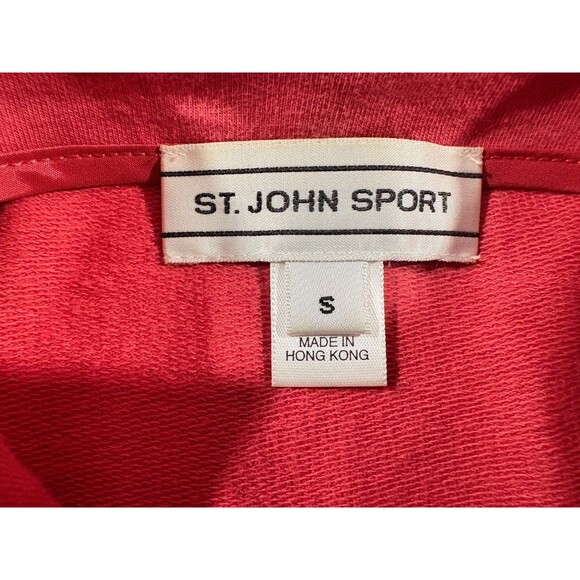 ST. JOHN SPORT
S
MADE IN
HONG KONG